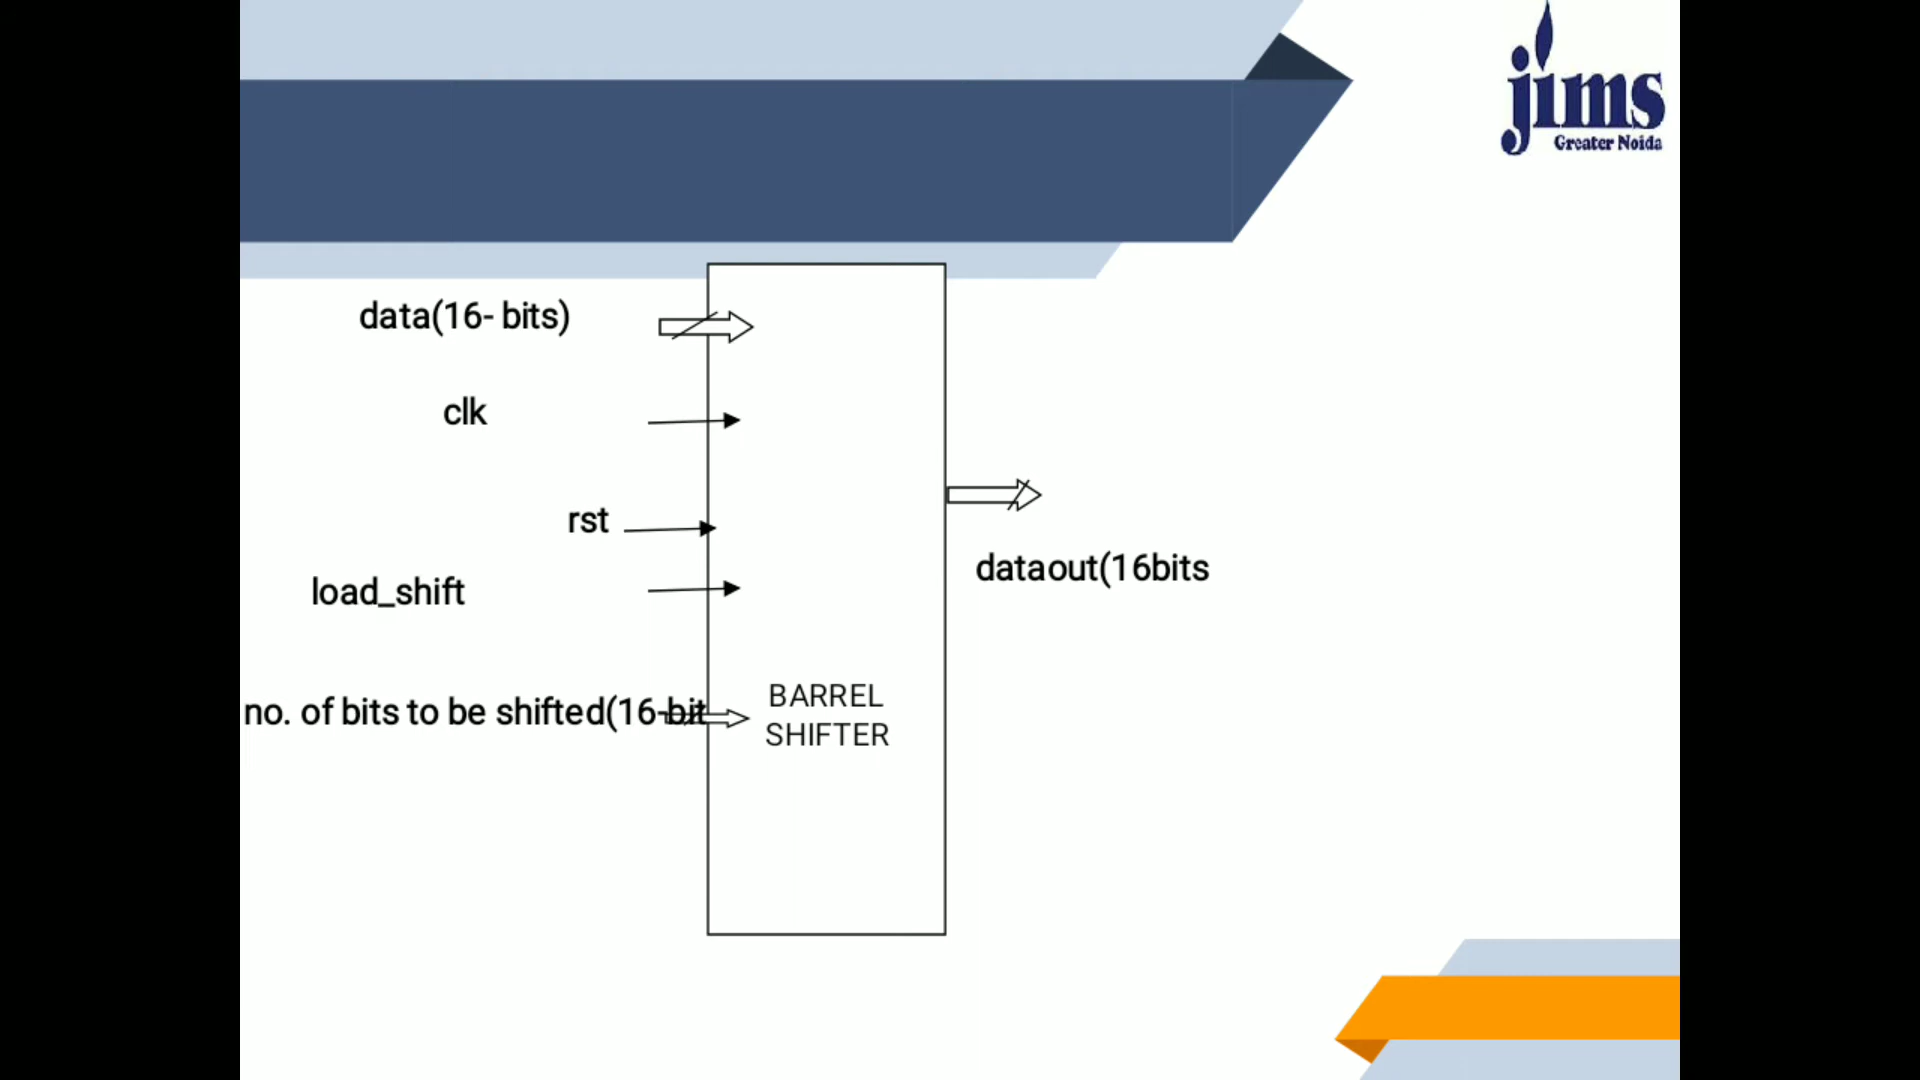 jims
Greater Noida
data(16- bits)
clk
rst
load_shift
no. of bits to be shifted(16-bit
BARREL
SHIFTER
dataout(16bits